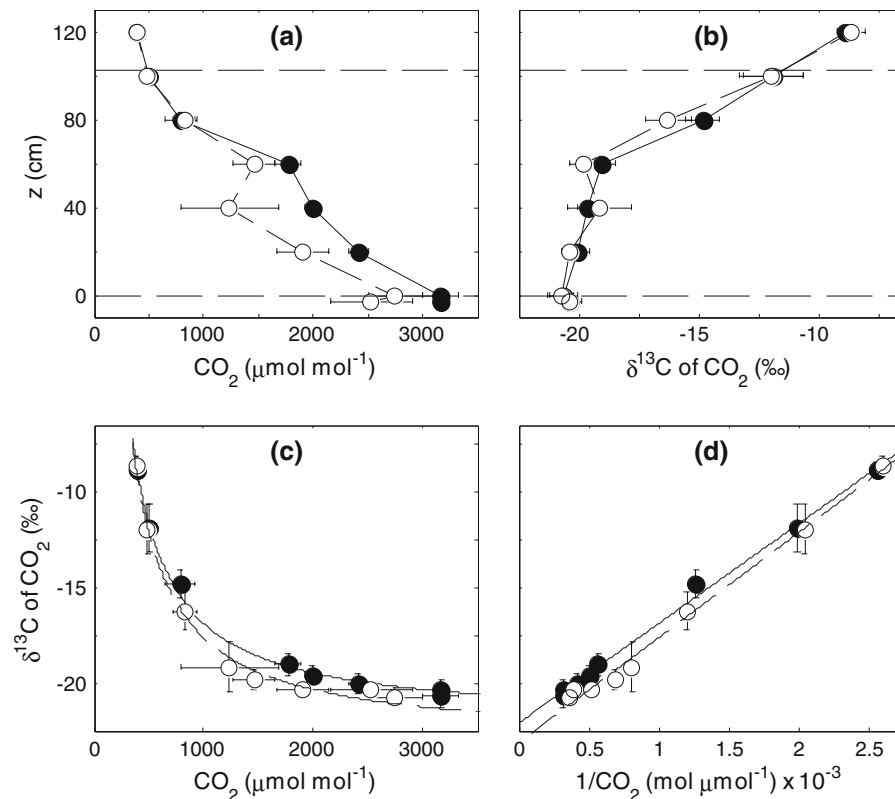 (a)
120
80
40
0
z (cm)
0 1000 2000 3000
CO₂ (μmol mol⁻¹)
(b)
-20 -15 -10
δ¹³C of CO₂ (‰)
(c)
-10
-15
-20
δ¹³C of CO₂ (‰)
0 1000 2000 3000
CO₂ (μmol mol⁻¹)
(d)
0 0.5 1 1.5 2 2.5
1/CO₂ (mol μmol⁻¹) x 10⁻³